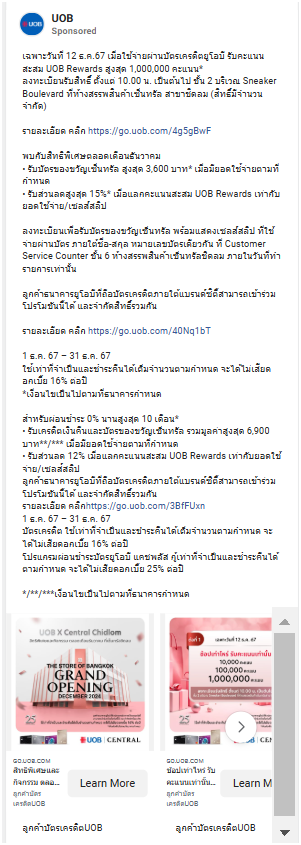 UOB
Sponsored
เฉพาะวันที่ 12 ธ.ค.67 เมื่อใช้จ่ายผ่านบัตรเครดิตยูโอบี รับคะแนน
สะสม UOB Rewards สูงสุด 1,000,000 คะแนน*
ลงทะเบียนรับสิทธิ์ ตั้งแต่ 10.00 น. เป็นต้นไป ชั้น 2 บริเวณ Sneaker
Boulevard ที่ห้างสรรพสินค้าเซ็นทรัล สาขาชิดลม (สิทธิ์มีจำนวน
จำกัด)
รายละเอียด คลิก https://go.uob.com/4g5gBwF
พบกับสิทธิพิเศษตลอดเดือนธันวาคม
• รับบัตรของขวัญเซ็นทรัล สูงสุด 3,600 บาท* เมื่อมียอดใช้จ่ายตามที่
กำหนด
• รับส่วนลดสูงสุด 15%* เมื่อแลกคะแนนสะสม UOB Rewards เท่ากับ
ยอดใช้จ่าย/เซลส์สลิป
ลงทะเบียนเพื่อรับบัตรของขวัญเซ็นทรัล พร้อมแสดงเซลส์สลิป ที่ใช้
จ่ายผ่านบัตร ภายใต้ชื่อ-สกุล หมายเลขบัตรเดียวกัน ที่ Customer
Service Counter ชั้น 6 ห้างสรรพสินค้าเซ็นทรัลชิดลม ภายในวันที่ทำ
รายการเท่านั้น
ลูกค้าธนาคารยูโอบีที่ถือบัตรเครดิตภายใต้แบรนด์ซิตี้สามารถเข้าร่วม
โปรโมชันนี้ได้ และจำกัดสิทธิ์รวมกัน
รายละเอียด คลิก https://go.uob.com/40Nq1bT
1 ธ.ค. 67 – 31 ธ.ค. 67
ใช้เท่าที่จำเป็นและชำระคืนได้เต็มจำนวนตามกำหนด จะได้ไม่เสียด
อกเบี้ย 16% ต่อปี
*เงื่อนไขเป็นไปตามที่ธนาคารกำหนด
สำหรับผ่อนชำระ 0% นานสูงสุด 10 เดือน*
• รับเครดิตเงินคืนและบัตรของขวัญเซ็นทรัล รวมมูลค่าสูงสุด 6,900
บาท**/*** เมื่อมียอดใช้จ่ายตามที่กำหนด
• รับส่วนลด 12% เมื่อแลกคะแนนสะสม UOB Rewards เท่ากับยอดใช้
จ่าย/เซลส์สลิป
ลูกค้าธนาคารยูโอบีที่ถือบัตรเครดิตภายใต้แบรนด์ซิตี้สามารถเข้าร่วม
โปรโมชันนี้ได้ และจำกัดสิทธิ์รวมกัน
รายละเอียด คลิกhttps://go.uob.com/3BfFUxn
1 ธ.ค. 67 – 31 ธ.ค. 67
บัตรเครดิต ใช้เท่าที่จำเป็นและชำระคืนได้เต็มจำนวนตามกำหนด จะ
ได้ไม่เสียดอกเบี้ย 16% ต่อปี
โปรแกรมผ่อนชำระบัตรยูโอบี แคชพลัส กู้เท่าที่จำเป็นและชำระคืนได้
ตามกำหนด จะได้ไม่เสียดอกเบี้ย 25% ต่อปี
*/**/***เงื่อนไขเป็นไปตามที่ธนาคารกำหนด
UOB X Central Chidlom
THE STORE OF BANGKOK
GRAND
OPENING
DECEMBER 2024
25
UOB
CENTRAL
เฉพาะวันที่ 12 ธ.ค. 67
ช้อปเท่าไหร่ รับคะแนนเท่านั้น
10,000 คะแนน
100,000 คะแนน
1,000,000 คะแนน
25
UOB
CENTRAL
GO.UOB.COM
สิทธิพิเศษและ
กิจกรรม ตลอ...
ลูกค้าบัตร
เครดิตUOB
Learn More
GO.UOB.COM
ช้อปเท่าไหร่ รับ
คะแนนเท่านั้น...
ลูกค้าบัตร
เครดิตUOB
Learn M
ลูกค้าบัตรเครดิตUOB
ลูกค้าบัตรเครดิตUOB